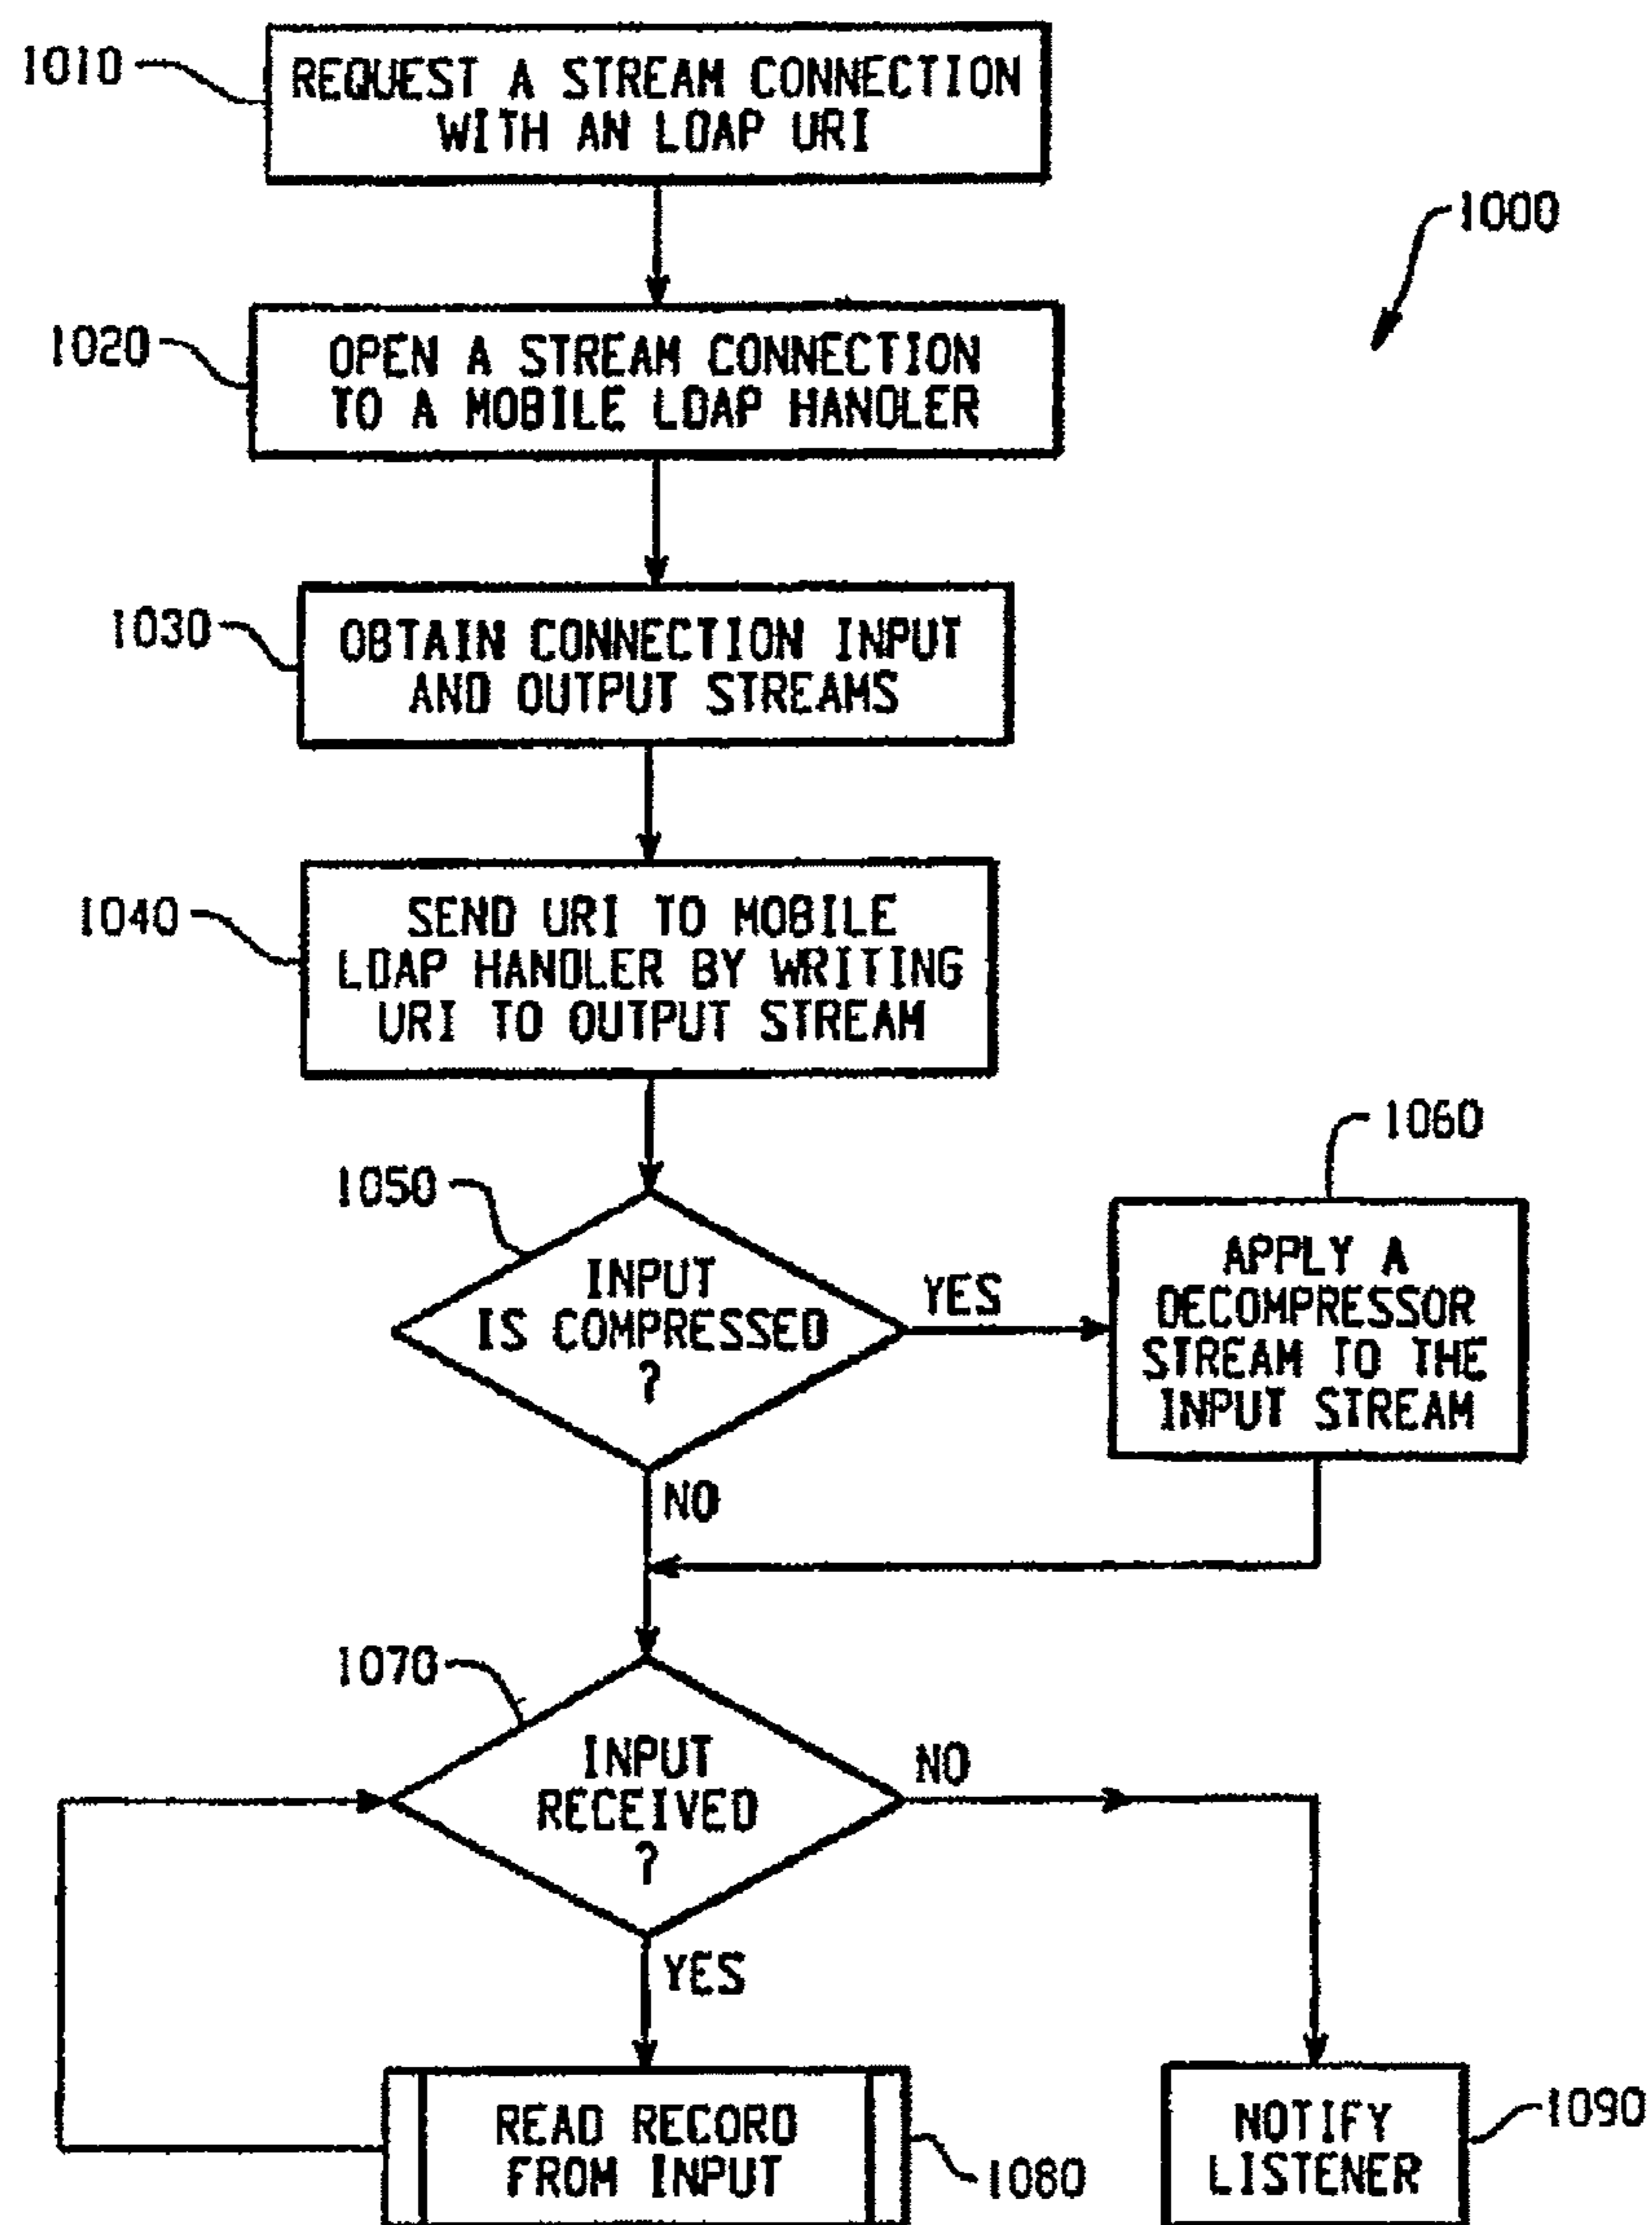 1010
REQUEST A STREAM CONNECTION
WITH AN LDAP URI
1000
1020
OPEN A STREAM CONNECTION
TO A MOBILE LDAP HANDLER
1030
OBTAIN CONNECTION INPUT
AND OUTPUT STREAMS
1040
SEND URI TO MOBILE
LDAP HANDLER BY WRITING
URI TO OUTPUT STREAM
1050
INPUT
IS COMPRESSED
?
YES
NO
1060
APPLY A
DECOMPRESSOR
STREAM TO THE
INPUT STREAM
1070
INPUT
RECEIVED
?
NO
YES
READ RECORD
FROM INPUT
1080
NOTIFY
LISTENER
1090